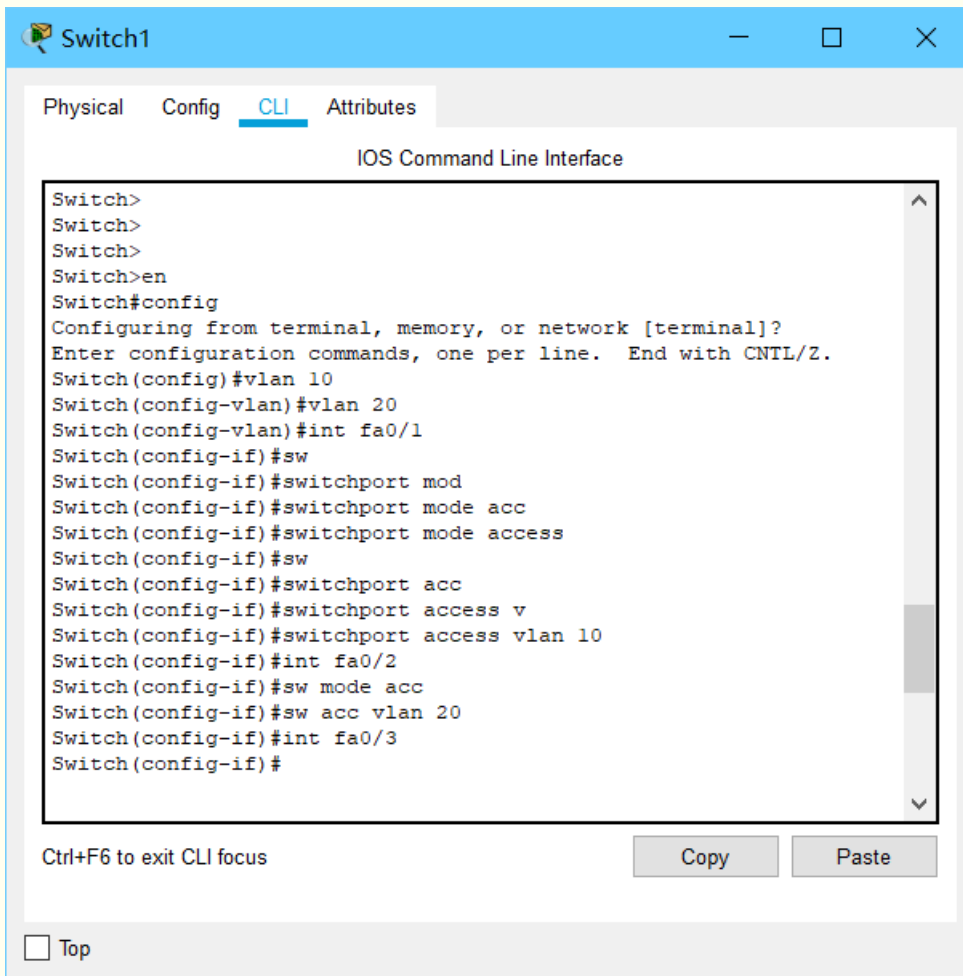 Switch1
Physical Config CLI Attributes
IOS Command Line Interface
Switch>
Switch>
Switch>
Switch>en
Switch#config
Configuring from terminal, memory, or network [terminal]?
Enter configuration commands, one per line.  End with CNTL/Z.
Switch(config)#vlan 10
Switch(config-vlan)#vlan 20
Switch(config-vlan)#int fa0/1
Switch(config-if)#sw
Switch(config-if)#switchport mod
Switch(config-if)#switchport mode acc
Switch(config-if)#switchport mode access
Switch(config-if)#sw
Switch(config-if)#switchport acc
Switch(config-if)#switchport access v
Switch(config-if)#switchport access vlan 10
Switch(config-if)#int fa0/2
Switch(config-if)#sw mode acc
Switch(config-if)#sw acc vlan 20
Switch(config-if)#int fa0/3
Switch(config-if)#
Ctrl+F6 to exit CLI focus
Copy Paste
Top